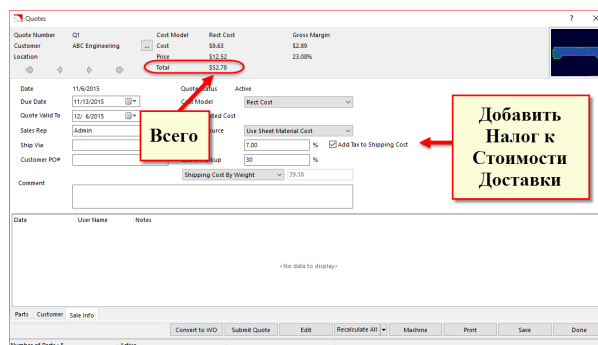 Quotes
Quote Number Q1 Cost Model Rect Cost Gross Margin
Customer ABC Engineering ... Cost $9.63 $2.89
Location Price $12.52 23.08%
Total $52.78
Date 11/6/2015 Quote Status Active
Due Date 11/13/2015 Cost Model Rect Cost
Quote Valid To 12/ 6/2015 Cost
Sales Rep Admin Use Sheet Material Cost
Ship Via 7.00 % Add Tax to Shipping Cost
Customer PO# 30 %
Shipping Cost By Weight 39.38
Comment
Всего
Добавить
Налог к
Стоимости
Доставки
Date User Name Notes
<No data to display>
Parts Customer Sale Info
Convert to WO Submit Quote Edit Recalculate All Machine Print Save Done